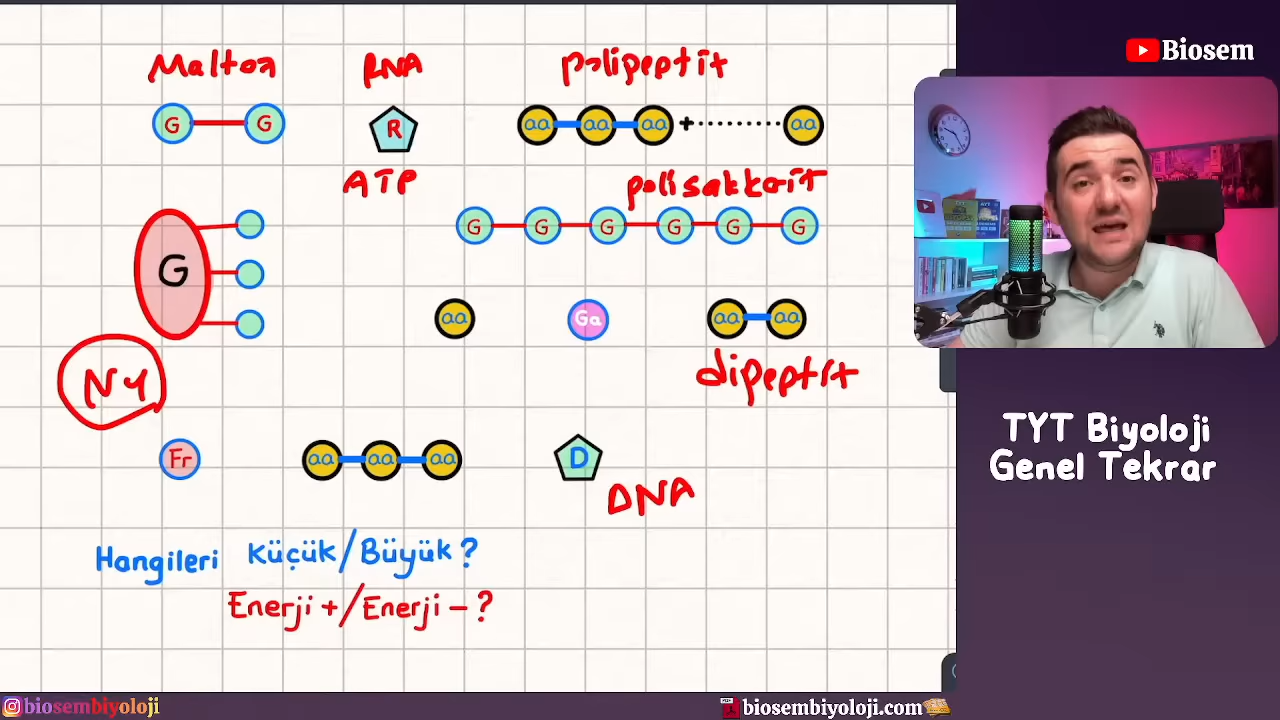 Biosem
Maltoz
RNA
polipeptit
G G
R
aa aa aa + aa
ATP
polisakkarit
G G G G G G
G
aa
Ga
aa aa
dipeptit
NY
Fr
aa aa aa
D
DNA
TYT Biyoloji
Genel Tekrar
Hangileri Küçük/Büyük?
Enerji +/Enerji - ?
biosembiyoloji
biosembiyoloji.com